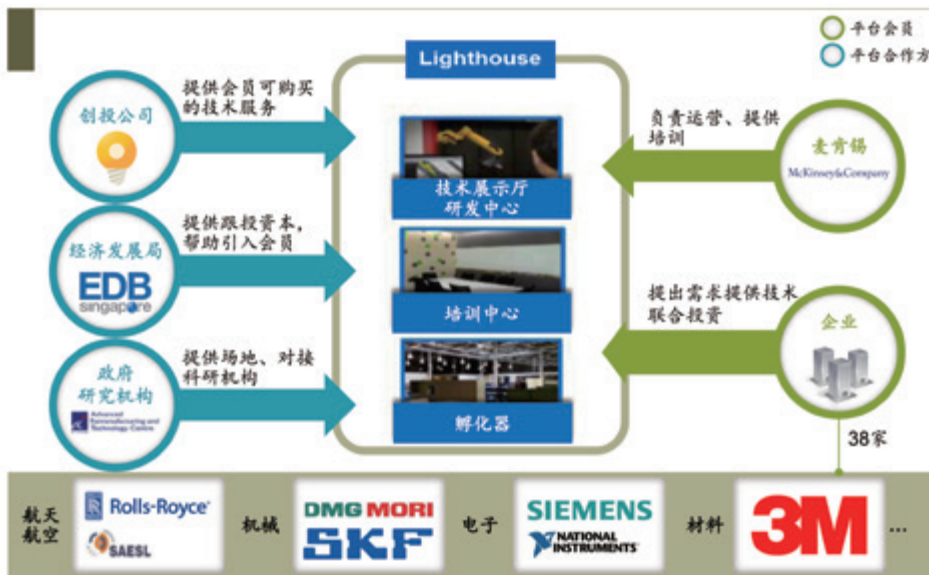 Lighthouse
平台会员
平台合作方
创投公司
提供会员可购买
的技术服务
经济发展局
EDB
singapore
提供跟投资本,
帮助引入会员
政府
研究机构
Advanced
Remanufacturing and
Technology Centre
提供场地、对接
科研机构
技术展示厅
研发中心
培训中心
孵化器
负责运营、提供
培训
麦肯锡
McKinsey&Company
提出需求提供技术
联合投资
企业
38家
航天
航空
Rolls-Royce
SAESL
机械
DMG MORI
SKF
电子
SIEMENS
NATIONAL
INSTRUMENTS
材料
3M
...